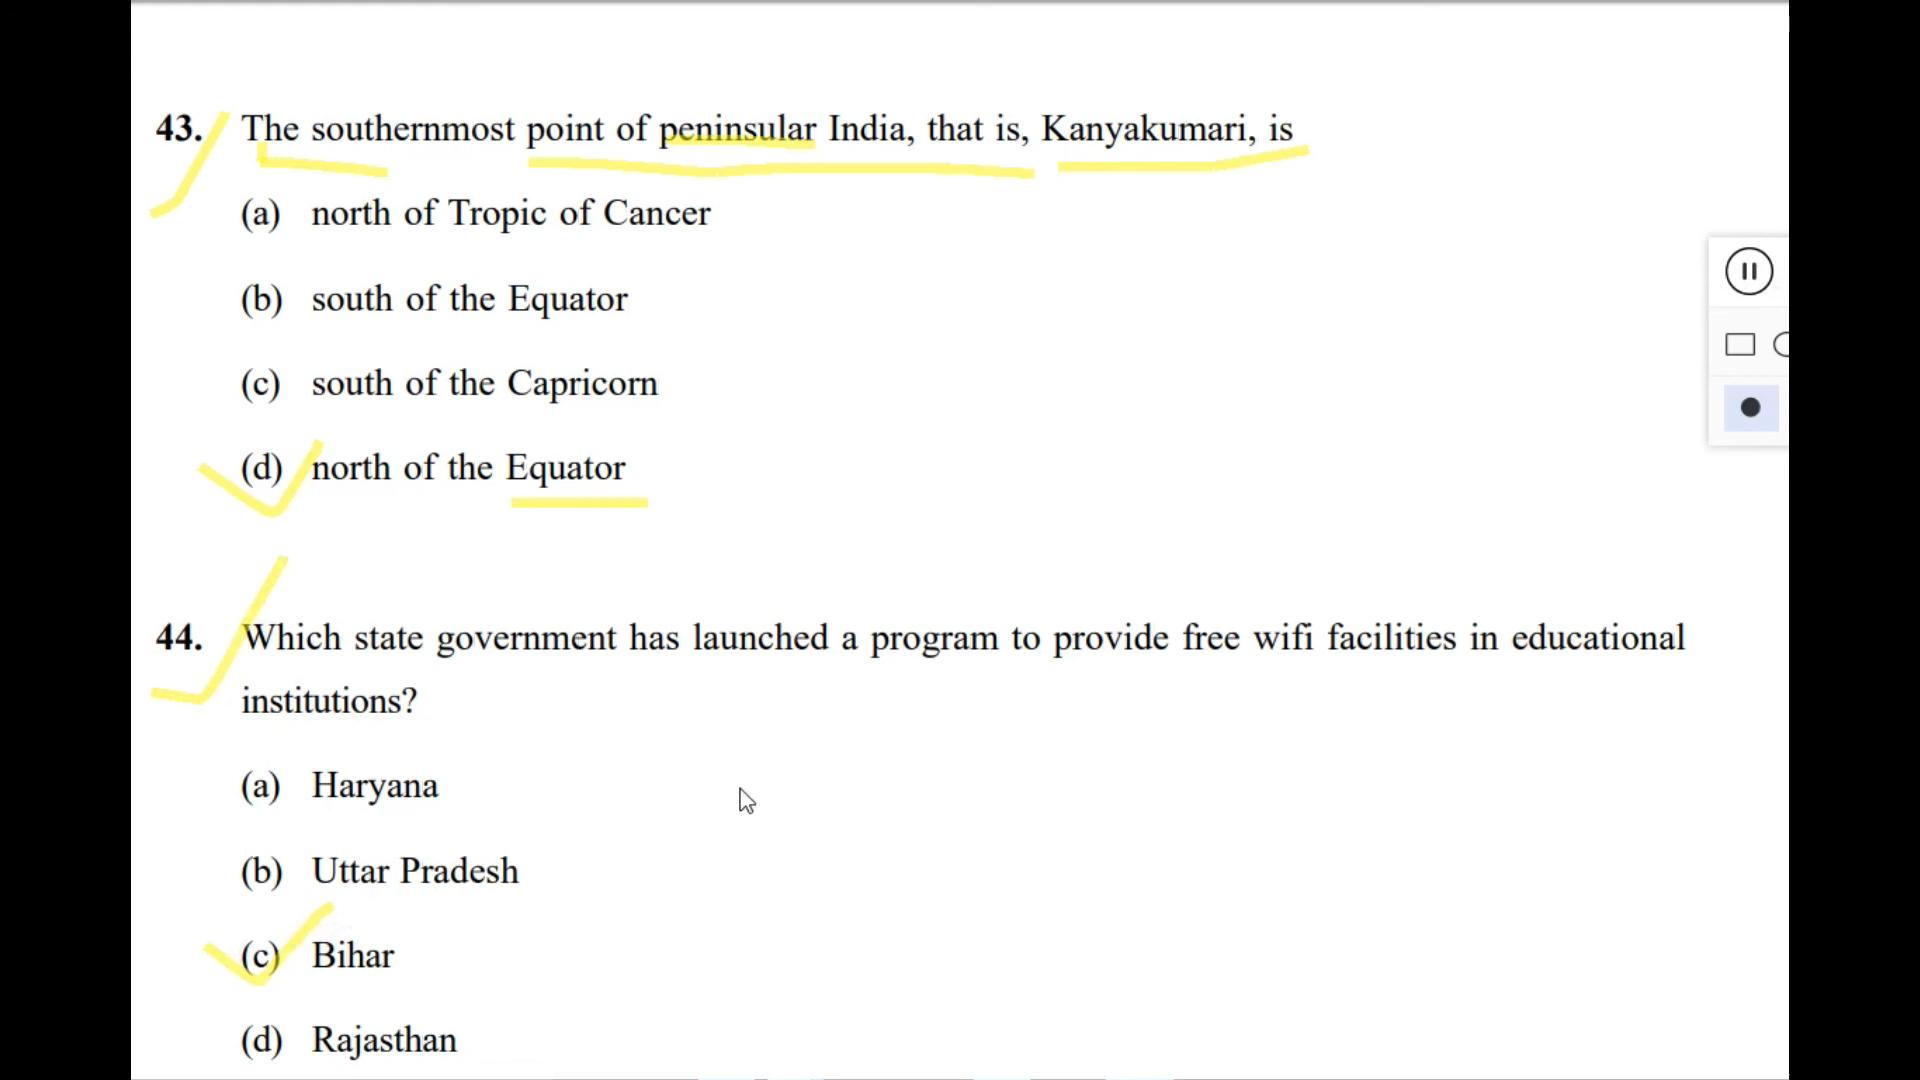 43. The southernmost point of peninsular India, that is, Kanyakumari, is
(a) north of Tropic of Cancer
(b) south of the Equator
(c) south of the Capricorn
(d) north of the Equator
44. Which state government has launched a program to provide free wifi facilities in educational
institutions?
(a) Haryana
(b) Uttar Pradesh
(c) Bihar
(d) Rajasthan